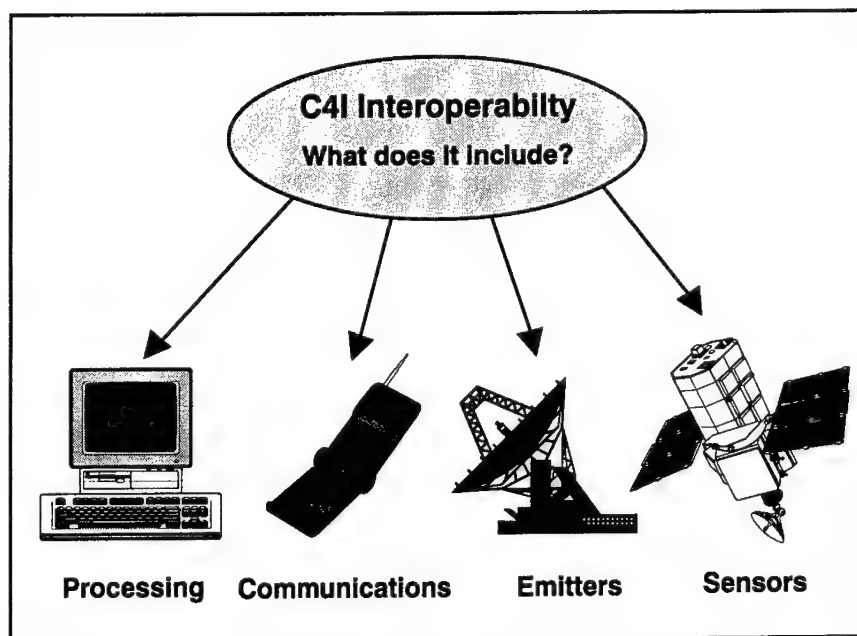 C4I Interoperabilty
What does it include?
Processing Communications Emitters Sensors